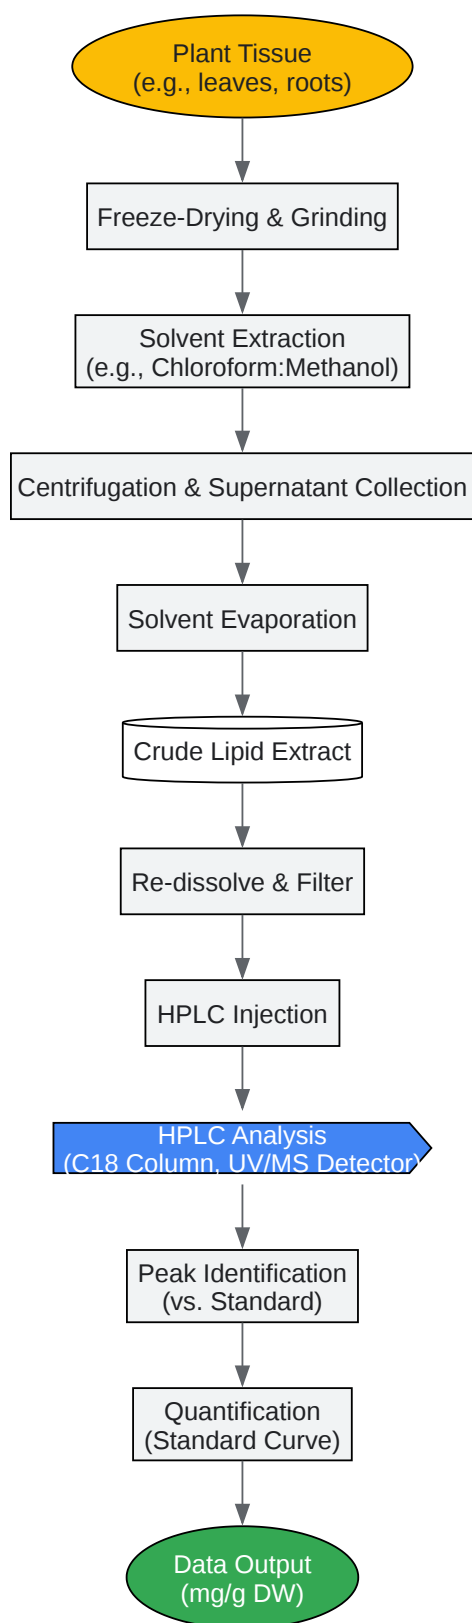 Plant Tissue
(e.g., leaves, roots)
Freeze-Drying & Grinding
Solvent Extraction
(e.g., Chloroform:Methanol)
Centrifugation & Supernatant Collection
Solvent Evaporation
Crude Lipid Extract
Re-dissolve & Filter
HPLC Injection
HPLC Analysis
(C18 Column, UV/MS Detector)
Peak Identification
(vs. Standard)
Quantification
(Standard Curve)
Data Output
(mg/g DW)